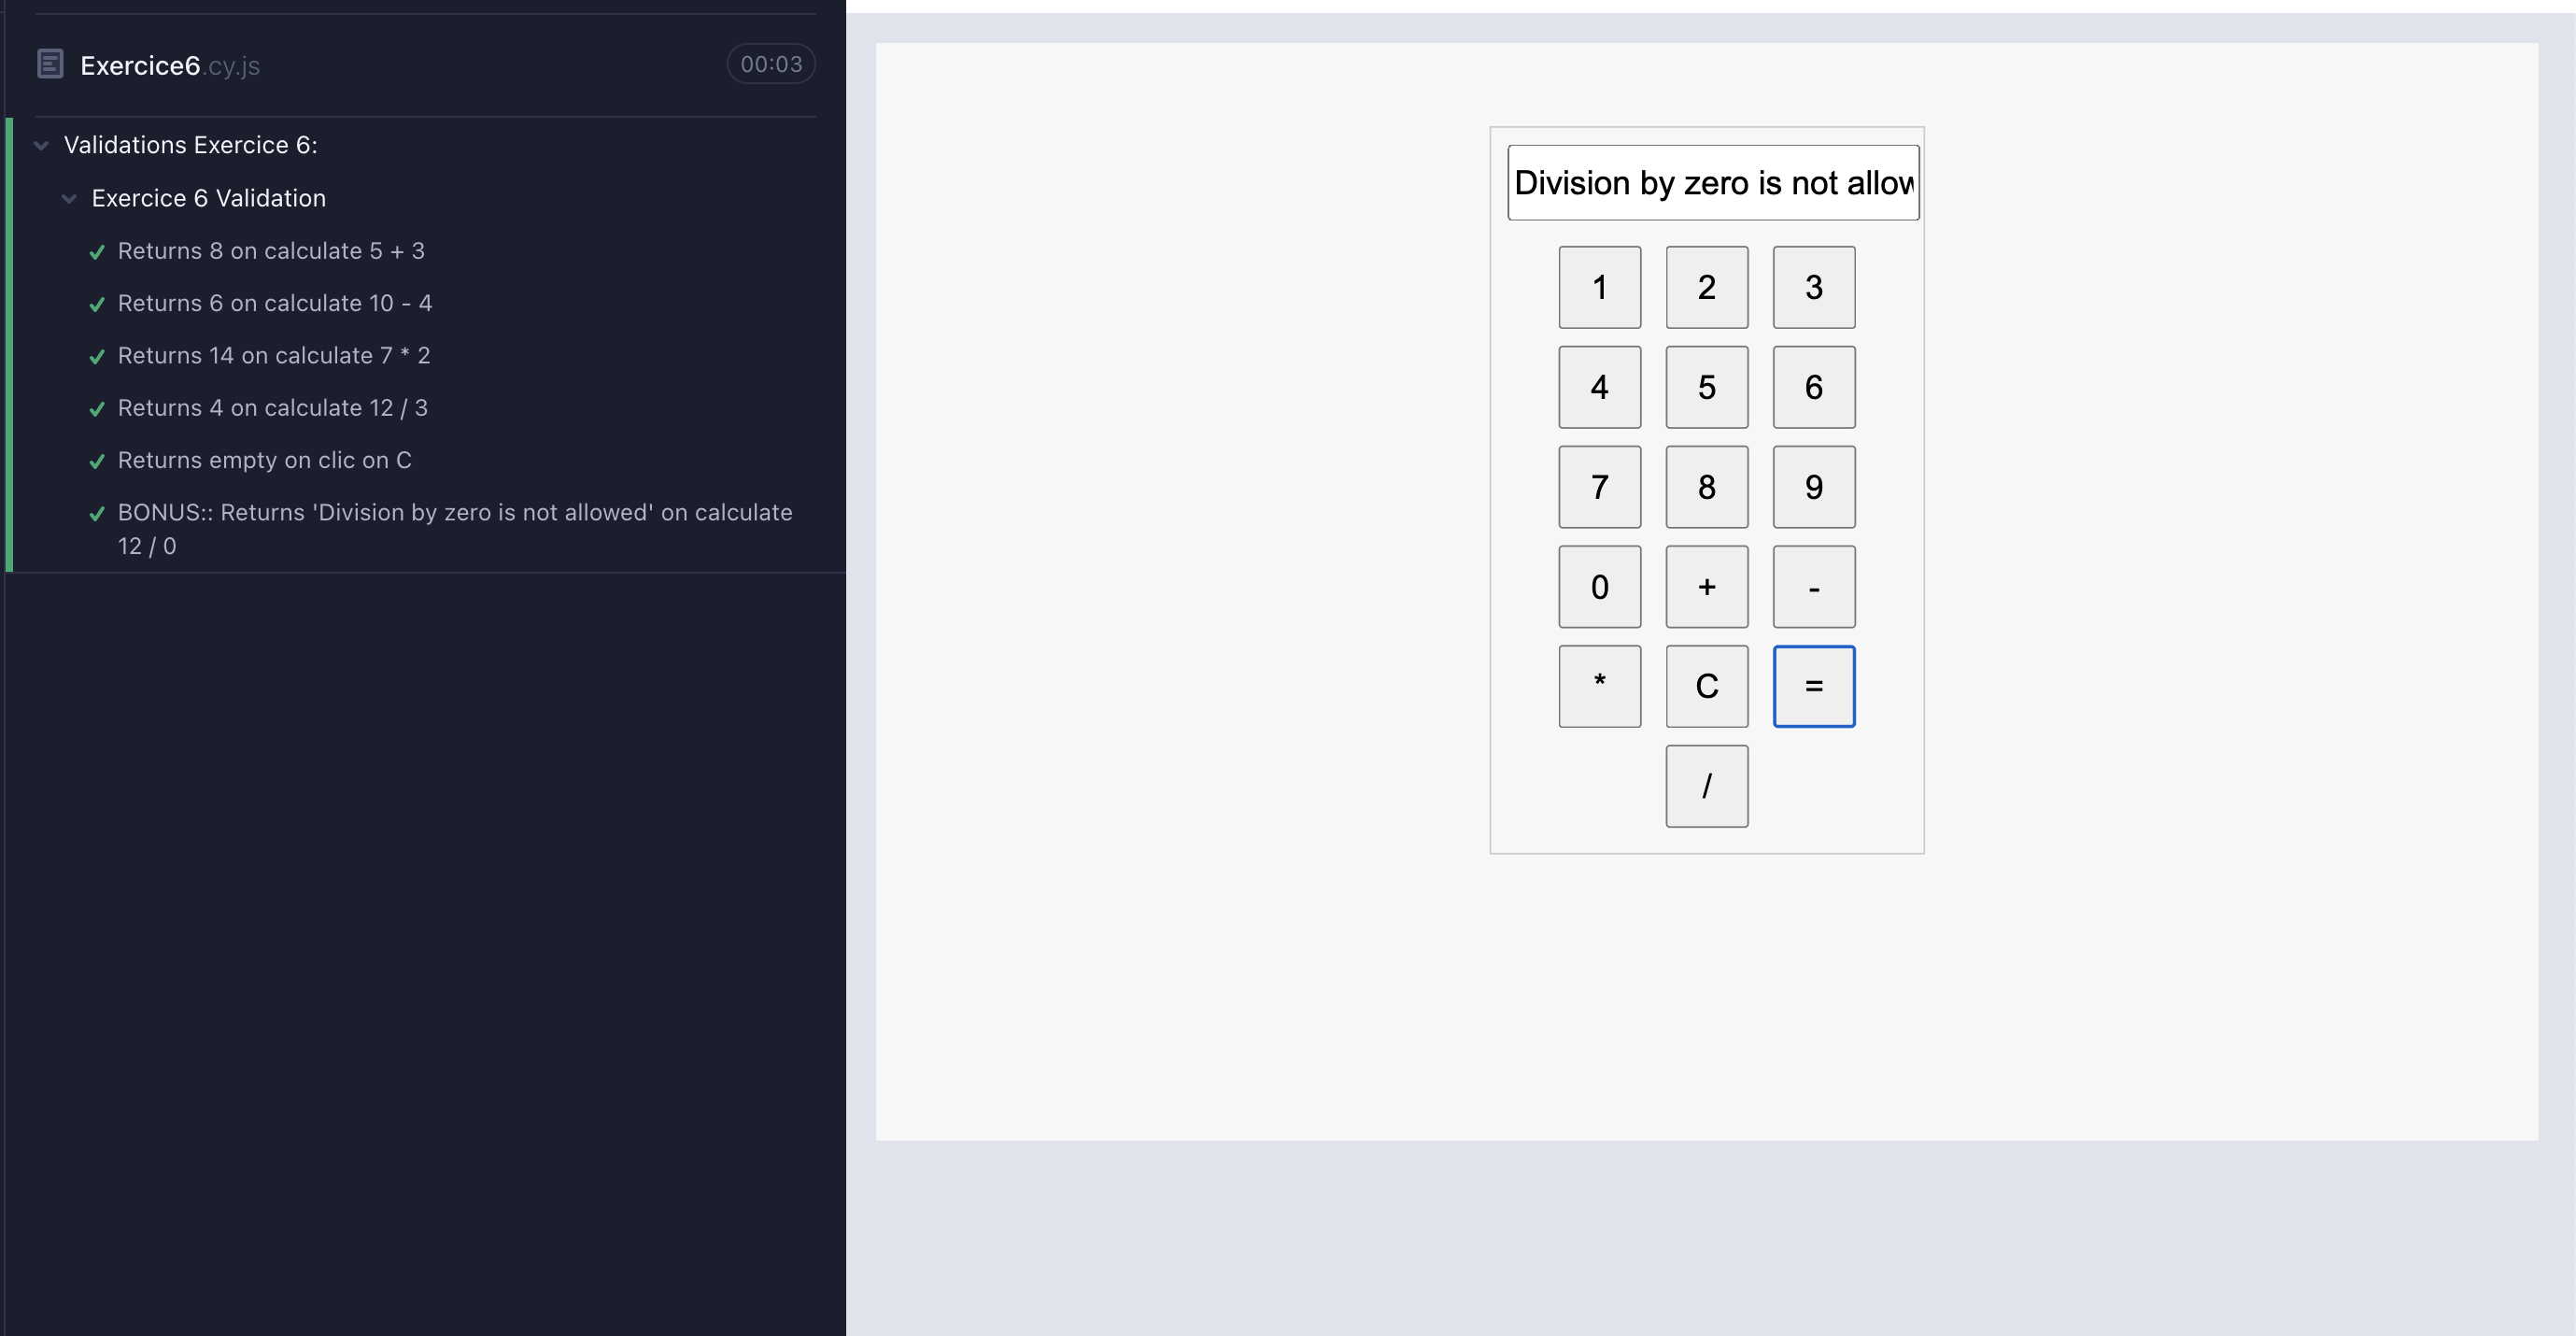 Exercice6.cy.js
00:03
Validations Exercice 6:
Exercice 6 Validation
Returns 8 on calculate 5 + 3
Returns 6 on calculate 10 - 4
Returns 14 on calculate 7 * 2
Returns 4 on calculate 12 / 3
Returns empty on clic on C
BONUS:: Returns 'Division by zero is not allowed' on calculate
12 / 0
Division by zero is not allow
1 2 3
4 5 6
7 8 9
0 + -
* C =
/